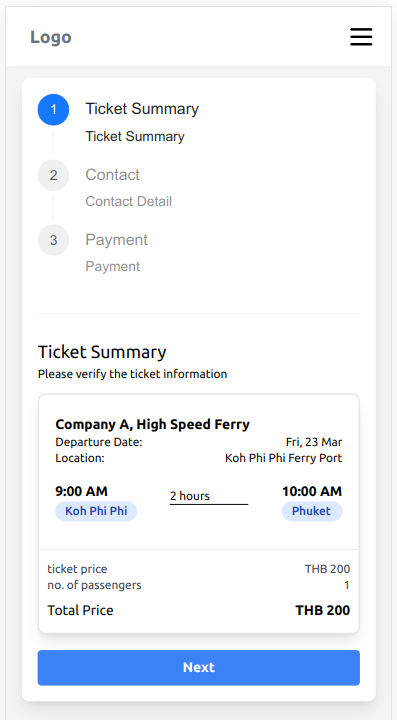 Logo
1 Ticket Summary
Ticket Summary
2 Contact
Contact Detail
3 Payment
Payment
Ticket Summary
Please verify the ticket information
Company A, High Speed Ferry
Departure Date: Fri, 23 Mar
Location: Koh Phi Phi Ferry Port
9:00 AM 2 hours 10:00 AM
Koh Phi Phi Phuket
ticket price THB 200
no. of passengers 1
Total Price THB 200
Next